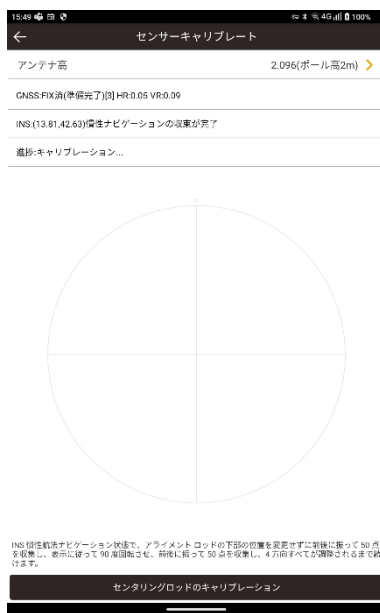 15:49 4G 100%
センサーキャリブレート
アンテナ高 2.096(ポール高2m)
GNSS:FIX済(準備完了)[3] HR:0.05 VR:0.09
INS:(13.81,42.63)慣性ナビゲーションの収束が完了
進捗:キャリブレーション...
N
INS 慣性航法ナビゲーション状態で、アライメント ロッドの下部の位置を変更せずに前後に振って 50 点
を収集し、表示に従って 90 度回転させ、前後に振って 50 点を収集し、4 方向すべてが調整されるまで続
けます。
センタリングロッドのキャリブレーション